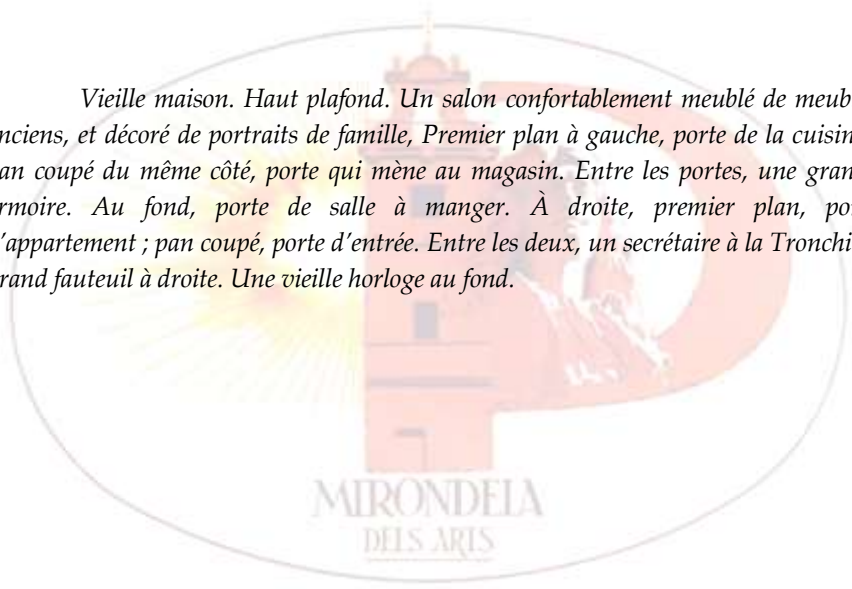 Vieille maison. Haut plafond. Un salon confortablement meublé de meubl
nciens, et décoré de portraits de famille, Premier plan à gauche, porte de la cuisin
an coupé du même côté, porte qui mène au magasin. Entre les portes, une gran
rmoire. Au fond, porte de salle à manger. À droite, premier plan, por
’appartement ; pan coupé, porte d’entrée. Entre les deux, un secrétaire à la Tronchi
rand fauteuil à droite. Une vieille horloge au fond.
MIRONDELA
DELS ARTS